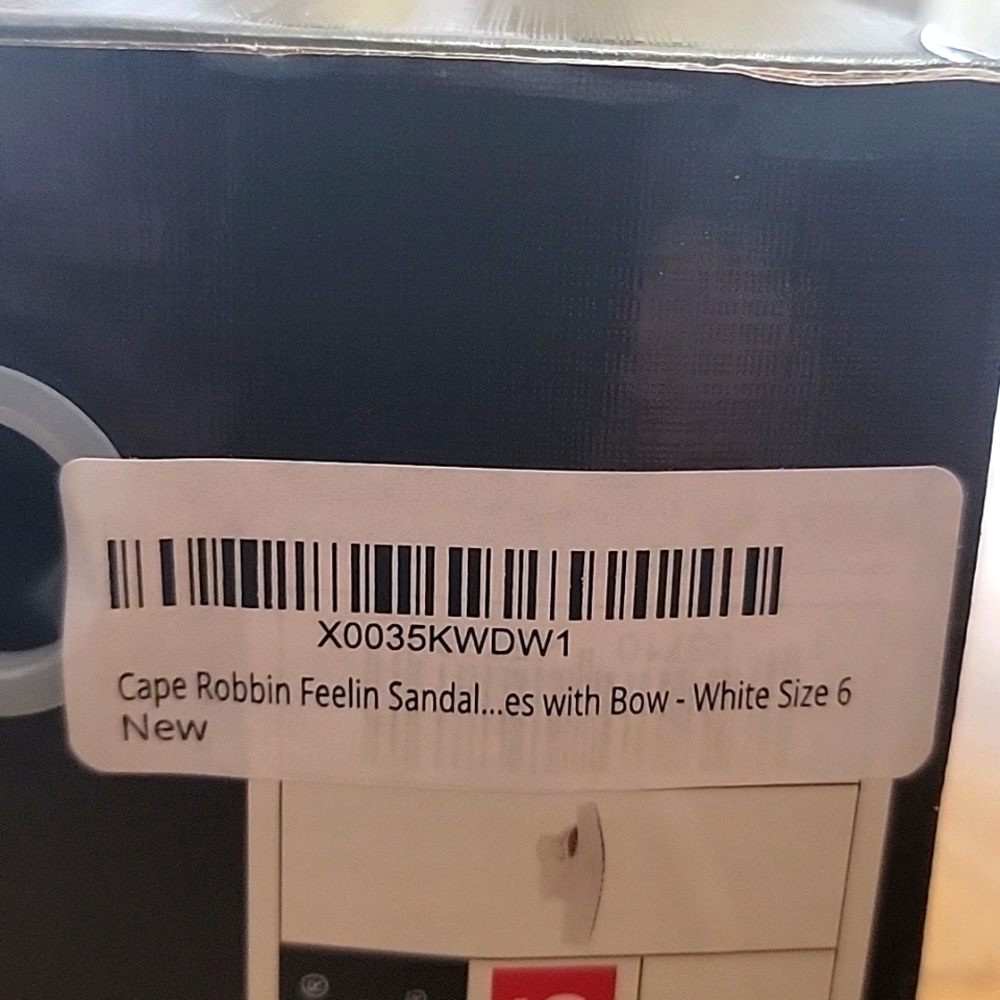 X0035KWDW1
Cape Robbin Feelin Sandal...es with Bow - White Size 6
New